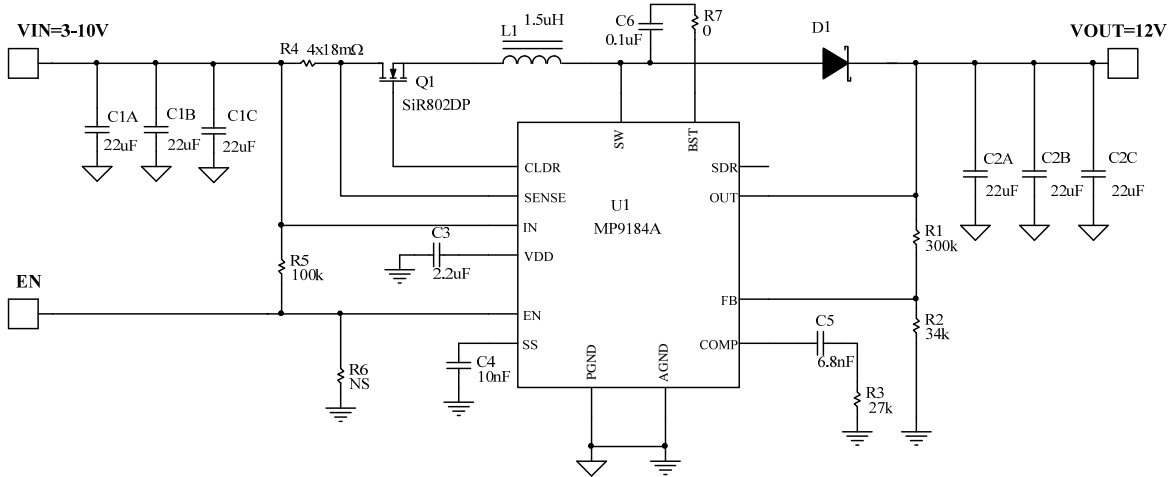 VIN=3-10V
R4
4x18mΩ
L1
1.5uH
C6
0.1uF
R7
0
D1
VOUT=12V
Q1
SiR802DP
C1A
22uF
C1B
22uF
C1C
22uF
SW
BST
CLDR
SENSE
IN
VDD
EN
SS
U1
MP9184A
SDR
OUT
FB
COMP
PGND
AGND
C2A
22uF
C2B
22uF
C2C
22uF
R1
300k
C3
2.2uF
R5
100k
EN
R2
34k
C5
6.8nF
R6
NS
C4
10nF
R3
27k